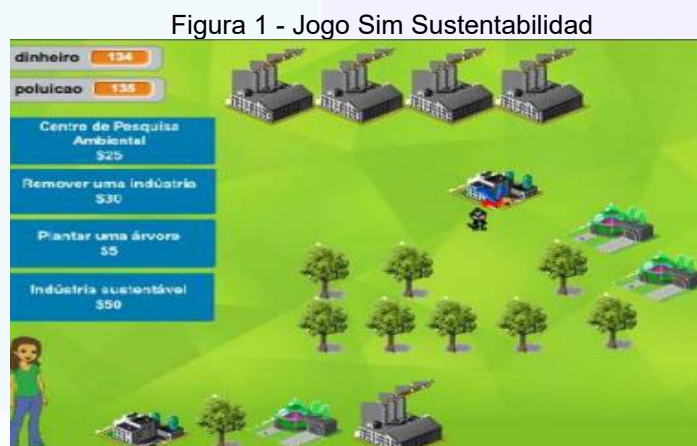 Figura 1 - Jogo Sim Sustentabilidad
dinheiro 134
poluicao 135
Centro de Pesquisa
Ambiental
$25
Remover uma indústria
$30
Plantar uma árvore
$5
Indústria sustentável
$50